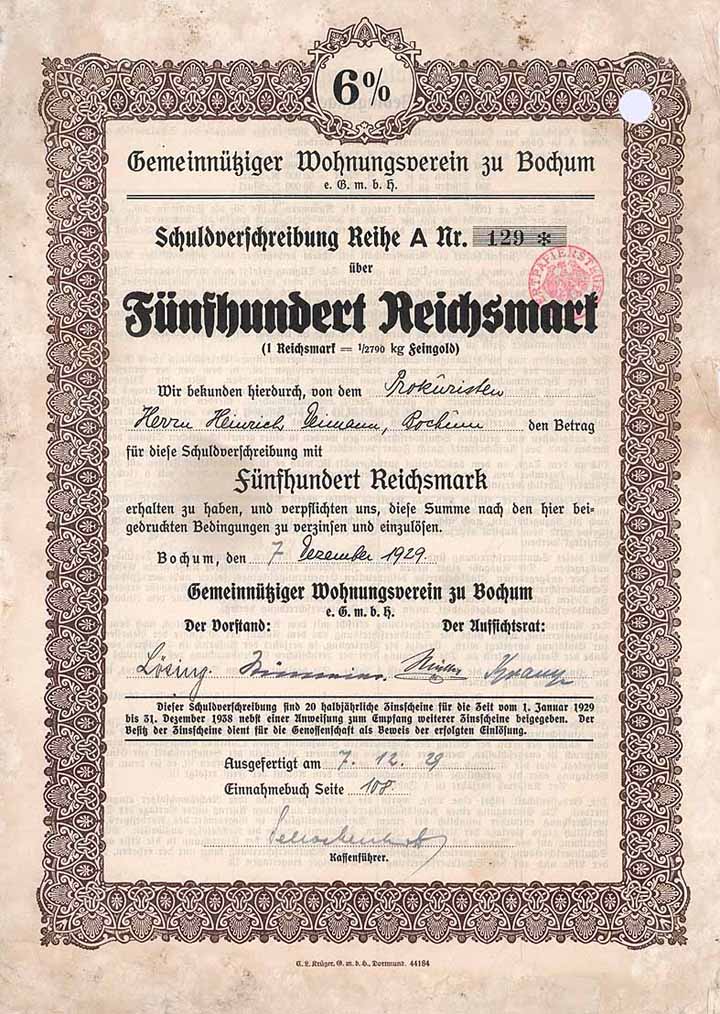 6%
Gemeinnütziger Wohnungsverein zu Bochum
e. G. m. b. H.
Schuldverschreibung Reihe A Nr. 129 *
über
Fünfhundert Reichsmark
(1 Reichsmark = 1/2790 kg Feingold)
Wir bekunden hierdurch, von dem Prokuristen
Herrn Heinrich Deimann, Bochum den Betrag
für diese Schuldverschreibung mit
Fünfhundert Reichsmark
erhalten zu haben, und verpflichten uns, diese Summe nach den hier bei-
gedruckten Bedingungen zu verzinsen und einzulösen.
Bochum, den 7 Dezember 1929.
Gemeinnütziger Wohnungsverein zu Bochum
e. G. m. b. H.
Der Vorstand: Der Aufsichtsrat:
Lösing. Müller
Dieser Schuldverschreibung sind 20 halbjährliche Zinsscheine für die Zeit vom 1. Januar 1929
bis 31. Dezember 1938 nebst einer Anweisung zum Empfang weiterer Zinsscheine beigegeben. Der
Besitz der Zinsscheine dient für die Genossenschaft als Beweis der erfolgten Einlösung.
Ausgefertigt am 7. 12. 29
Einnahmebuch Seite 108.
Kassenführer.
C. L. Krüger, G. m. b. H., Dortmund. 44184